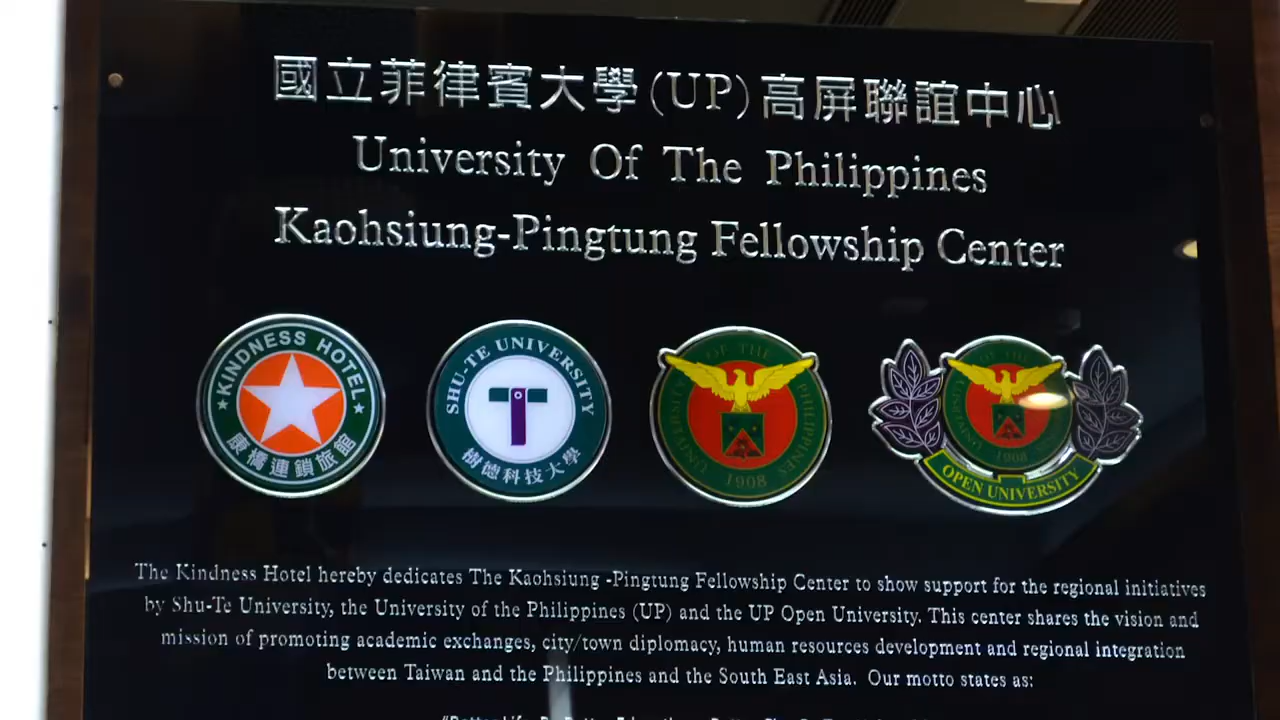 國立菲律賓大學(UP)高屏聯誼中心
University Of The Philippines
Kaohsiung-Pingtung Fellowship Center
KINDNESS HOTEL
康橋連鎖旅館
SHU-TE UNIVERSITY
樹德科技大學
UNIVERSITY OF THE PHILIPPINES
1908
UNIVERSITY OF THE
1908
OPEN UNIVERSITY
The Kindness Hotel hereby dedicates The Kaohsiung -Pingtung Fellowship Center to show support for the regional initiatives
by Shu-Te University, the University of the Philippines (UP) and the UP Open University. This center shares the vision and
mission of promoting academic exchanges, city/town diplomacy, human resources development and regional integration
between Taiwan and the Philippines and the South East Asia. Our motto states as: